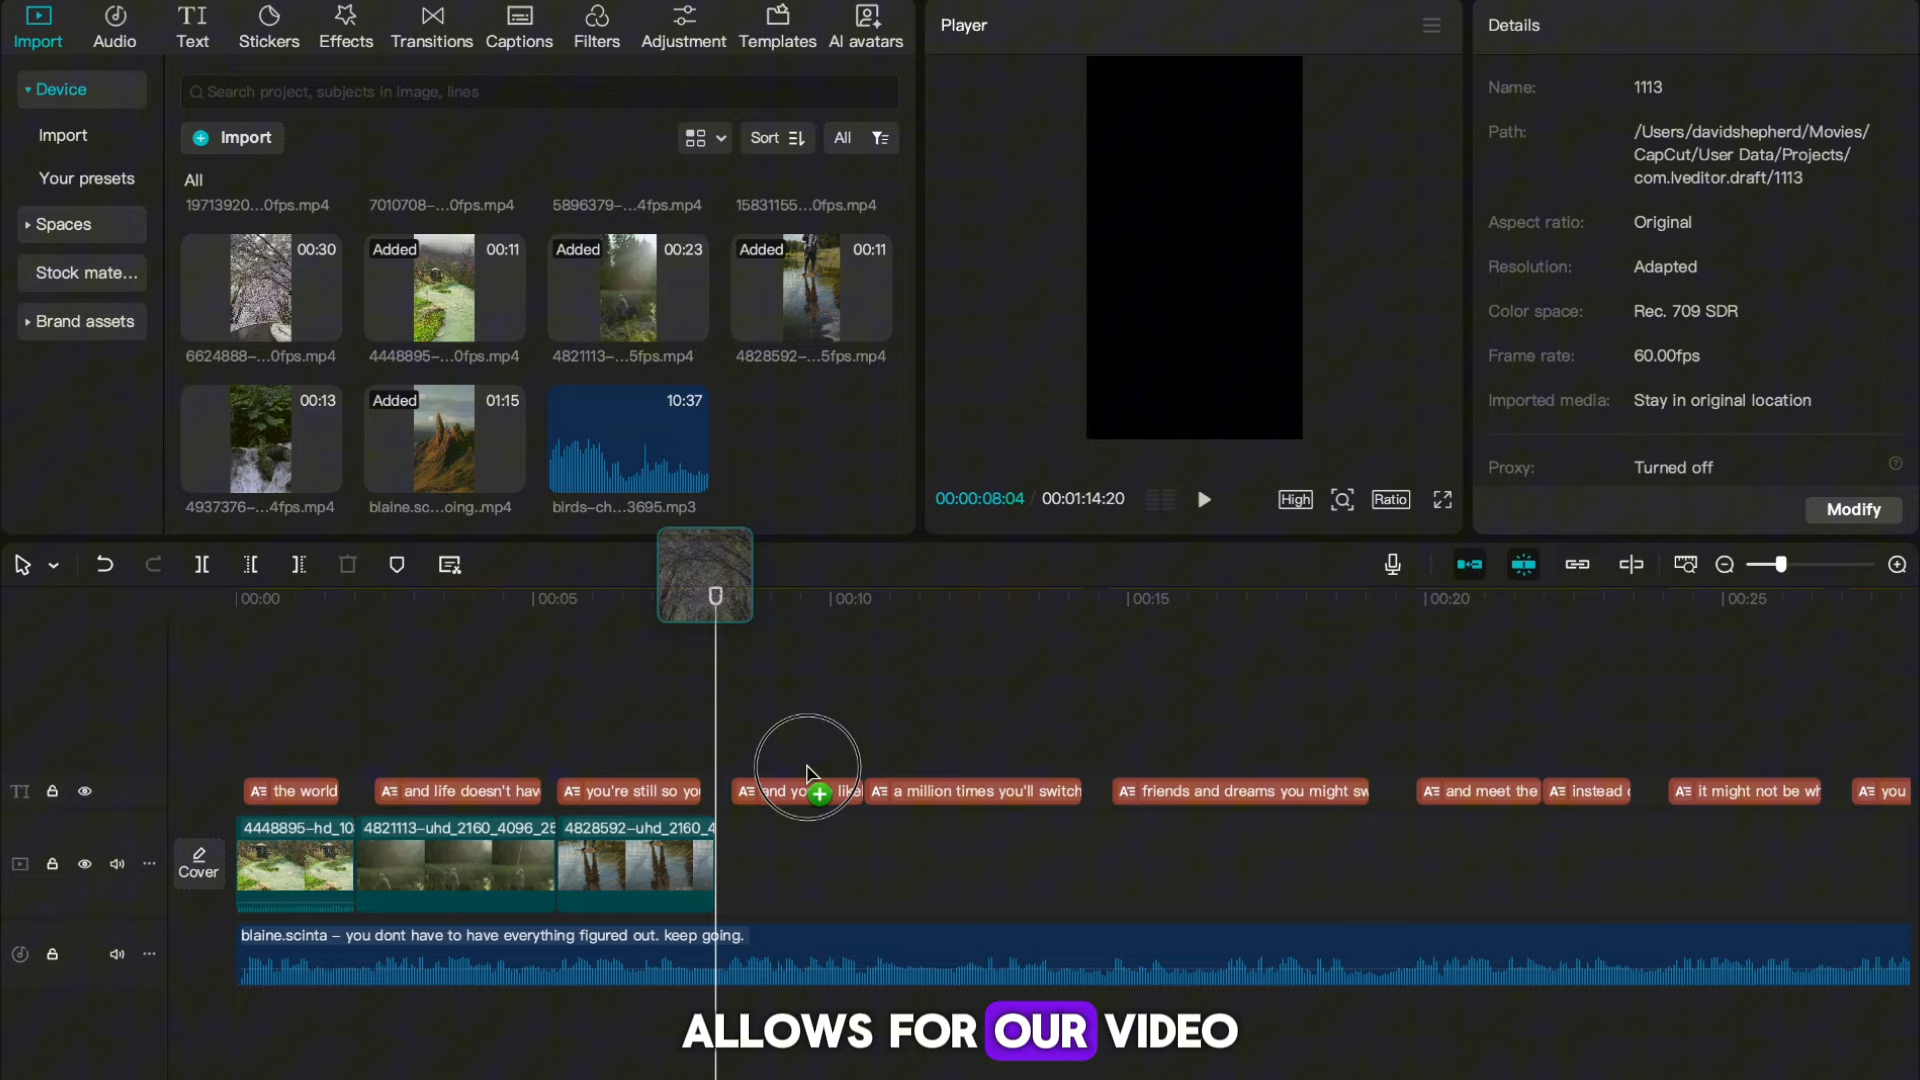 Import
Audio
TI
Text
Stickers
Effects
Transitions
Captions
Filters
Adjustment
Templates
AI avatars
Player
Details
Device
Import
Your presets
Spaces
Stock mate...
Brand assets
Search project, subjects in image, lines
Import
Sort
All
All
19713920...0fps.mp4
7010708-...0fps.mp4
5896379-...4fps.mp4
15831155...0fps.mp4
00:30
Added 00:11
Added 00:23
Added 00:11
6624888-...0fps.mp4
4448895-...0fps.mp4
4821113-...5fps.mp4
4828592-...5fps.mp4
00:13
Added 01:15
10:37
4937376-...4fps.mp4
blaine.sc...oing..mp4
birds-ch...3695.mp3
00:00:08:04 / 00:01:14:20
High
Ratio
Name: 1113
Path: /Users/davidshepherd/Movies/
CapCut/User Data/Projects/
com.lveditor.draft/1113
Aspect ratio: Original
Resolution: Adapted
Color space: Rec. 709 SDR
Frame rate: 60.00fps
Imported media: Stay in original location
Proxy: Turned off
Modify
00:00
00:05
00:10
00:15
00:20
00:25
TI
the world
and life doesn't hav
you're still so yo
and yo like
a million times you'll switch
friends and dreams you might sw
and meet the
instead
it might not be wh
you
Cover
4448895-hd_10
4821113-uhd_2160_4096_25
4828592-uhd_2160_4
blaine.scinta – you dont have to have everything figured out. keep going.
ALLOWS FOR OUR VIDEO